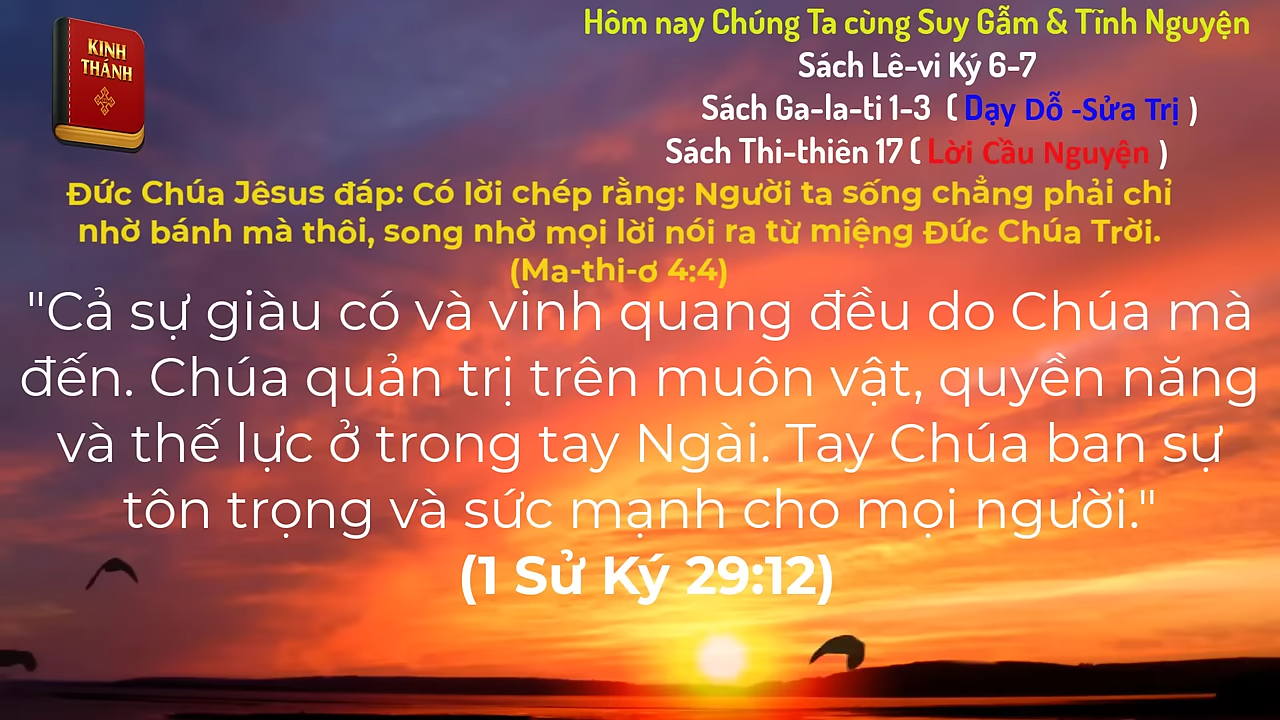 KINH
THÁNH
Hôm nay Chúng Ta cùng Suy Gẫm & Tĩnh Nguyện
Sách Lê-vi Ký 6-7
Sách Ga-la-ti 1-3 ( Dạy Dỗ -Sửa Trị )
Sách Thi-thiên 17 ( Lời Cầu Nguyện )
Đức Chúa Jêsus đáp: Có lời chép rằng: Người ta sống chẳng phải chỉ
nhờ bánh mà thôi, song nhờ mọi lời nói ra từ miệng Đức Chúa Trời.
(Ma-thi-ơ 4:4)
"Cả sự giàu có và vinh quang đều do Chúa mà
đến. Chúa quản trị trên muôn vật, quyền năng
và thế lực ở trong tay Ngài. Tay Chúa ban sự
tôn trọng và sức mạnh cho mọi người."
(1 Sử Ký 29:12)